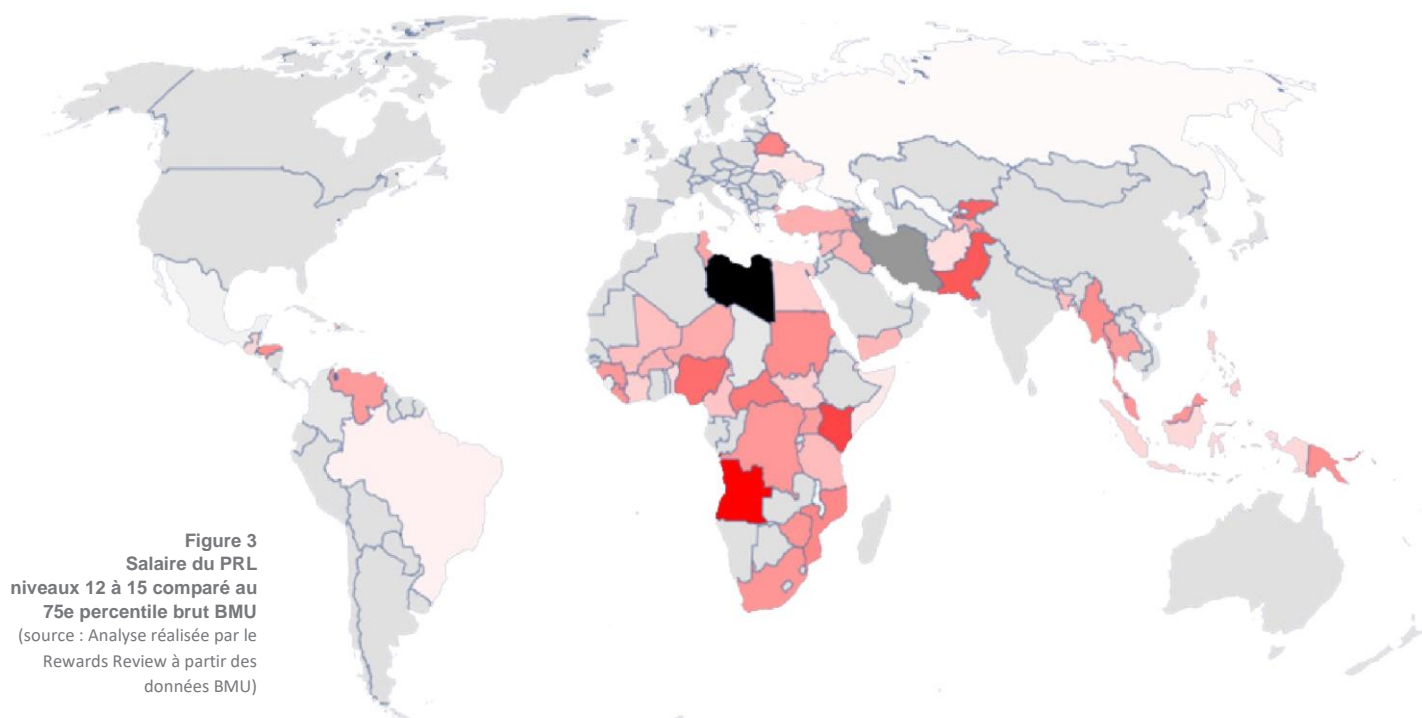 Figure 3
Salaire du PRL
niveaux 12 à 15 comparé au
75e percentile brut BMU
(source : Analyse réalisée par le
Rewards Review à partir des
données BMU)